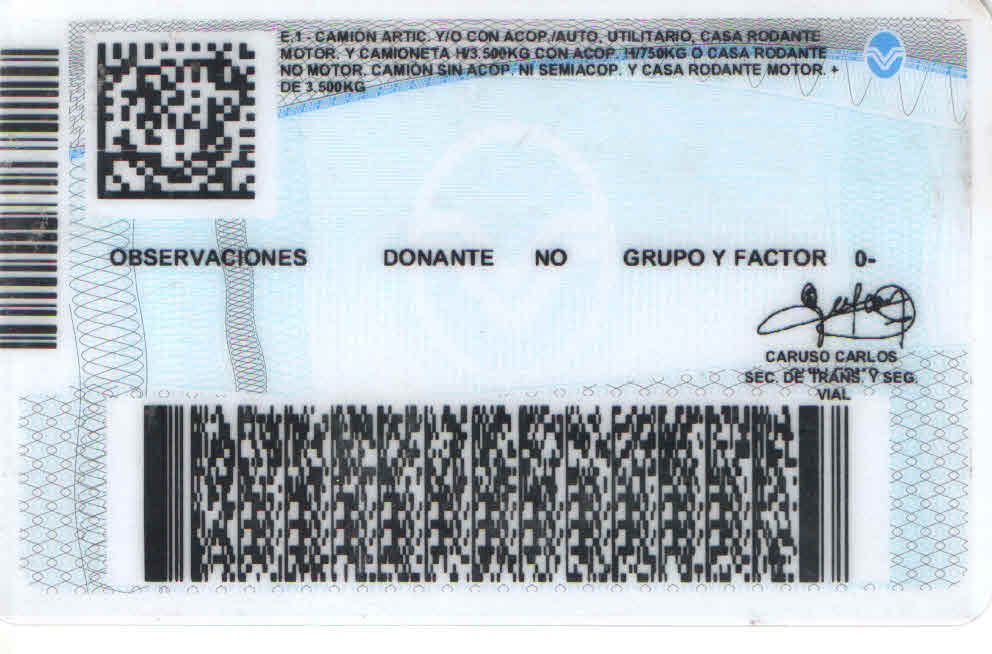 E.1 - CAMIÓN ARTIC. Y/O CON ACOP./AUTO, UTILITARIO, CASA RODANTE
MOTOR. Y CAMIONETA H/3.500KG CON ACOP. H/750KG O CASA RODANTE
NO MOTOR. CAMIÓN SIN ACOP. NI SEMIACOP. Y CASA RODANTE MOTOR. +
DE 3.500KG
OBSERVACIONES DONANTE NO GRUPO Y FACTOR 0-
CARUSO CARLOS
SEC. DE TRANS. Y SEG.
VIAL